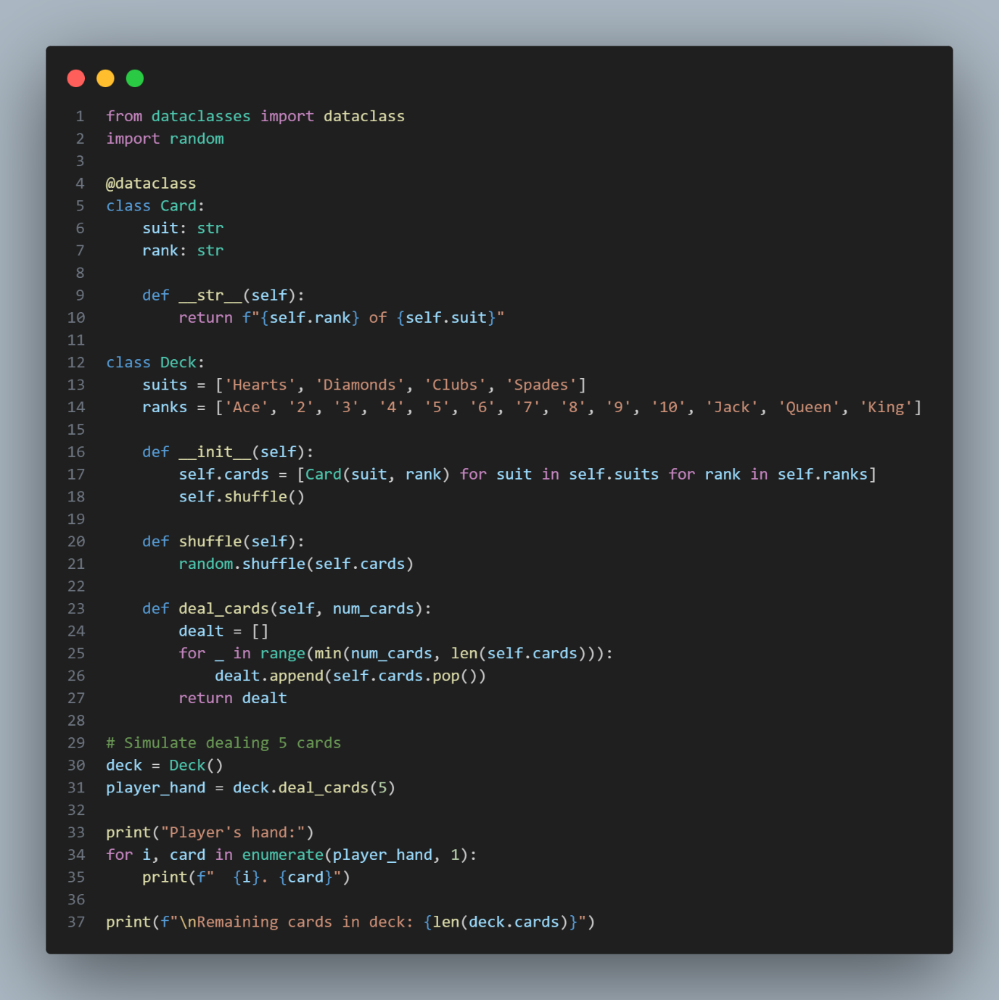 1 from dataclasses import dataclass
2 import random
3
4 @dataclass
5 class Card:
6     suit: str
7     rank: str
8
9     def __str__(self):
10         return f"{self.rank} of {self.suit}"
11
12 class Deck:
13     suits = ['Hearts', 'Diamonds', 'Clubs', 'Spades']
14     ranks = ['Ace', '2', '3', '4', '5', '6', '7', '8', '9', '10', 'Jack', 'Queen', 'King']
15
16     def __init__(self):
17         self.cards = [Card(suit, rank) for suit in self.suits for rank in self.ranks]
18         self.shuffle()
19
20     def shuffle(self):
21         random.shuffle(self.cards)
22
23     def deal_cards(self, num_cards):
24         dealt = []
25         for _ in range(min(num_cards, len(self.cards))):
26             dealt.append(self.cards.pop())
27         return dealt
28
29 # Simulate dealing 5 cards
30 deck = Deck()
31 player_hand = deck.deal_cards(5)
32
33 print("Player's hand:")
34 for i, card in enumerate(player_hand, 1):
35     print(f"  {i}. {card}")
36
37 print(f"\nRemaining cards in deck: {len(deck.cards)}")